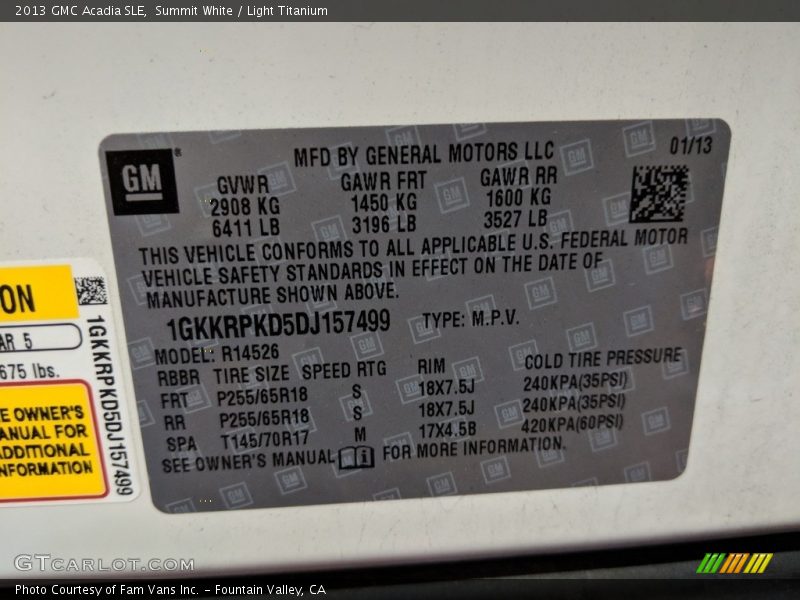 2013 GMC Acadia SLE,  Summit White / Light Titanium
GM
MFD BY GENERAL MOTORS LLC
01/13
GVWR GAWR FRT GAWR RR
2908 KG 1450 KG 1600 KG
6411 LB 3196 LB 3527 LB
THIS VEHICLE CONFORMS TO ALL APPLICABLE U.S. FEDERAL MOTOR
VEHICLE SAFETY STANDARDS IN EFFECT ON THE DATE OF
MANUFACTURE SHOWN ABOVE.
1GKKRPKD5DJ157499 TYPE: M.P.V.
MODEL: R14526
RBBR TIRE SIZE SPEED RTG RIM COLD TIRE PRESSURE
FRT P255/65R18 S 18X7.5J 240KPA(35PSI)
RR P255/65R18 S 18X7.5J 240KPA(35PSI)
SPA T145/70R17 M 17X4.5B 420KPA(60PSI)
SEE OWNER'S MANUAL FOR MORE INFORMATION.
ON
AR 5
675 lbs.
E OWNER'S
ANUAL FOR
ADDITIONAL
NFORMATION
1GKKRPKD5DJ157499
GTCarlot.com
Photo Courtesy of Fam Vans Inc. – Fountain Valley, CA